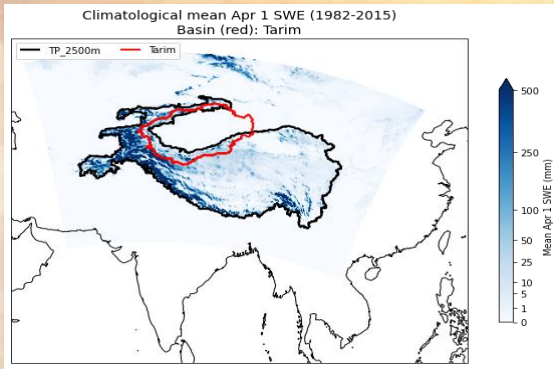 Climatological mean Apr 1 SWE (1982-2015)
Basin (red): Tarim
TP_2500m
Tarim
500
250
100
50
25
10
5
1
0
Mean Apr 1 SWE (mm)